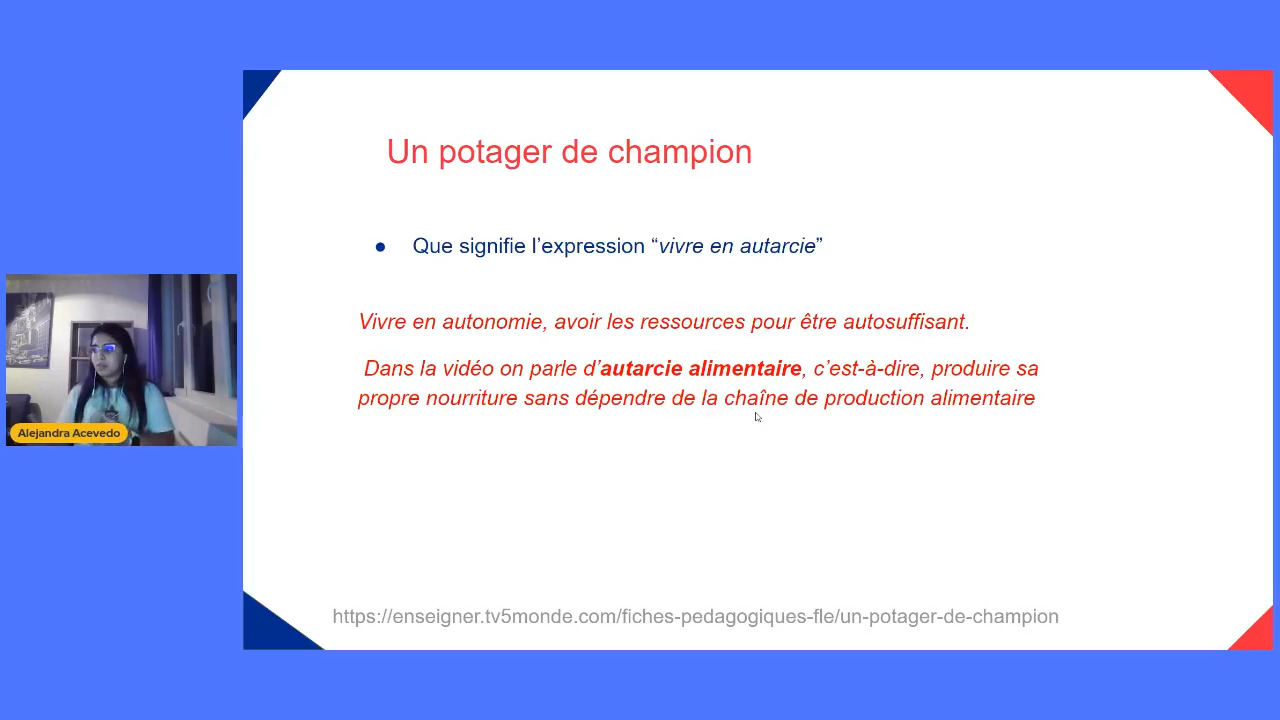 Un potager de champion
● Que signifie l’expression “vivre en autarcie”
Vivre en autonomie, avoir les ressources pour être autosuffisant.
Dans la vidéo on parle d’autarcie alimentaire, c’est-à-dire, produire sa
propre nourriture sans dépendre de la chaîne de production alimentaire
Alejandra Acevedo
https://enseigner.tv5monde.com/fiches-pedagogiques-fle/un-potager-de-champion